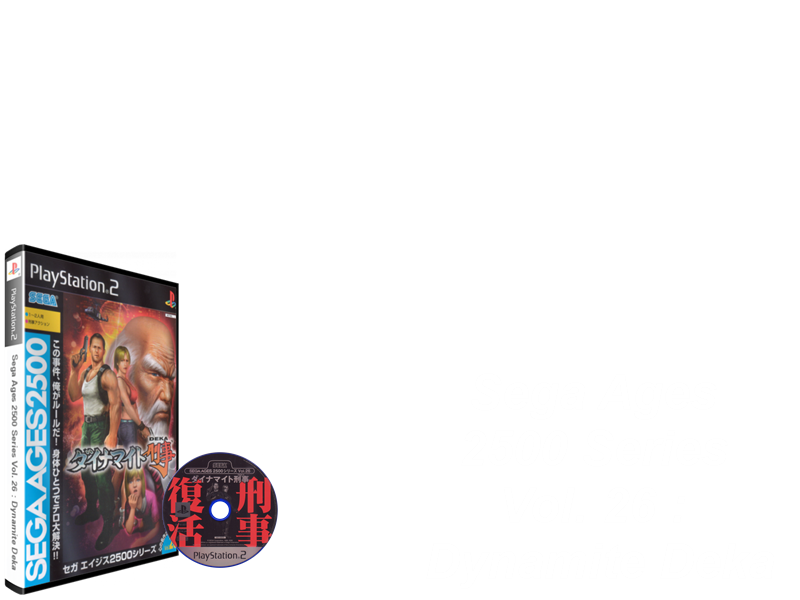 PlayStation.2
Sega Ages 2500 Series Vol. 26 : Dynamite Deka
PlayStation.2
SEGA
SEGA AGES 2500
この事件、俺がルールだ! 身体ひとつでテロ大解決!!
DEKA
ダイナマイト刑事
セガ エイジス2500シリーズ
SEGA
SEGA AGES 2500 シリーズ Vol.26
ダイナマイト刑事
刑事
復活
PlayStation.2